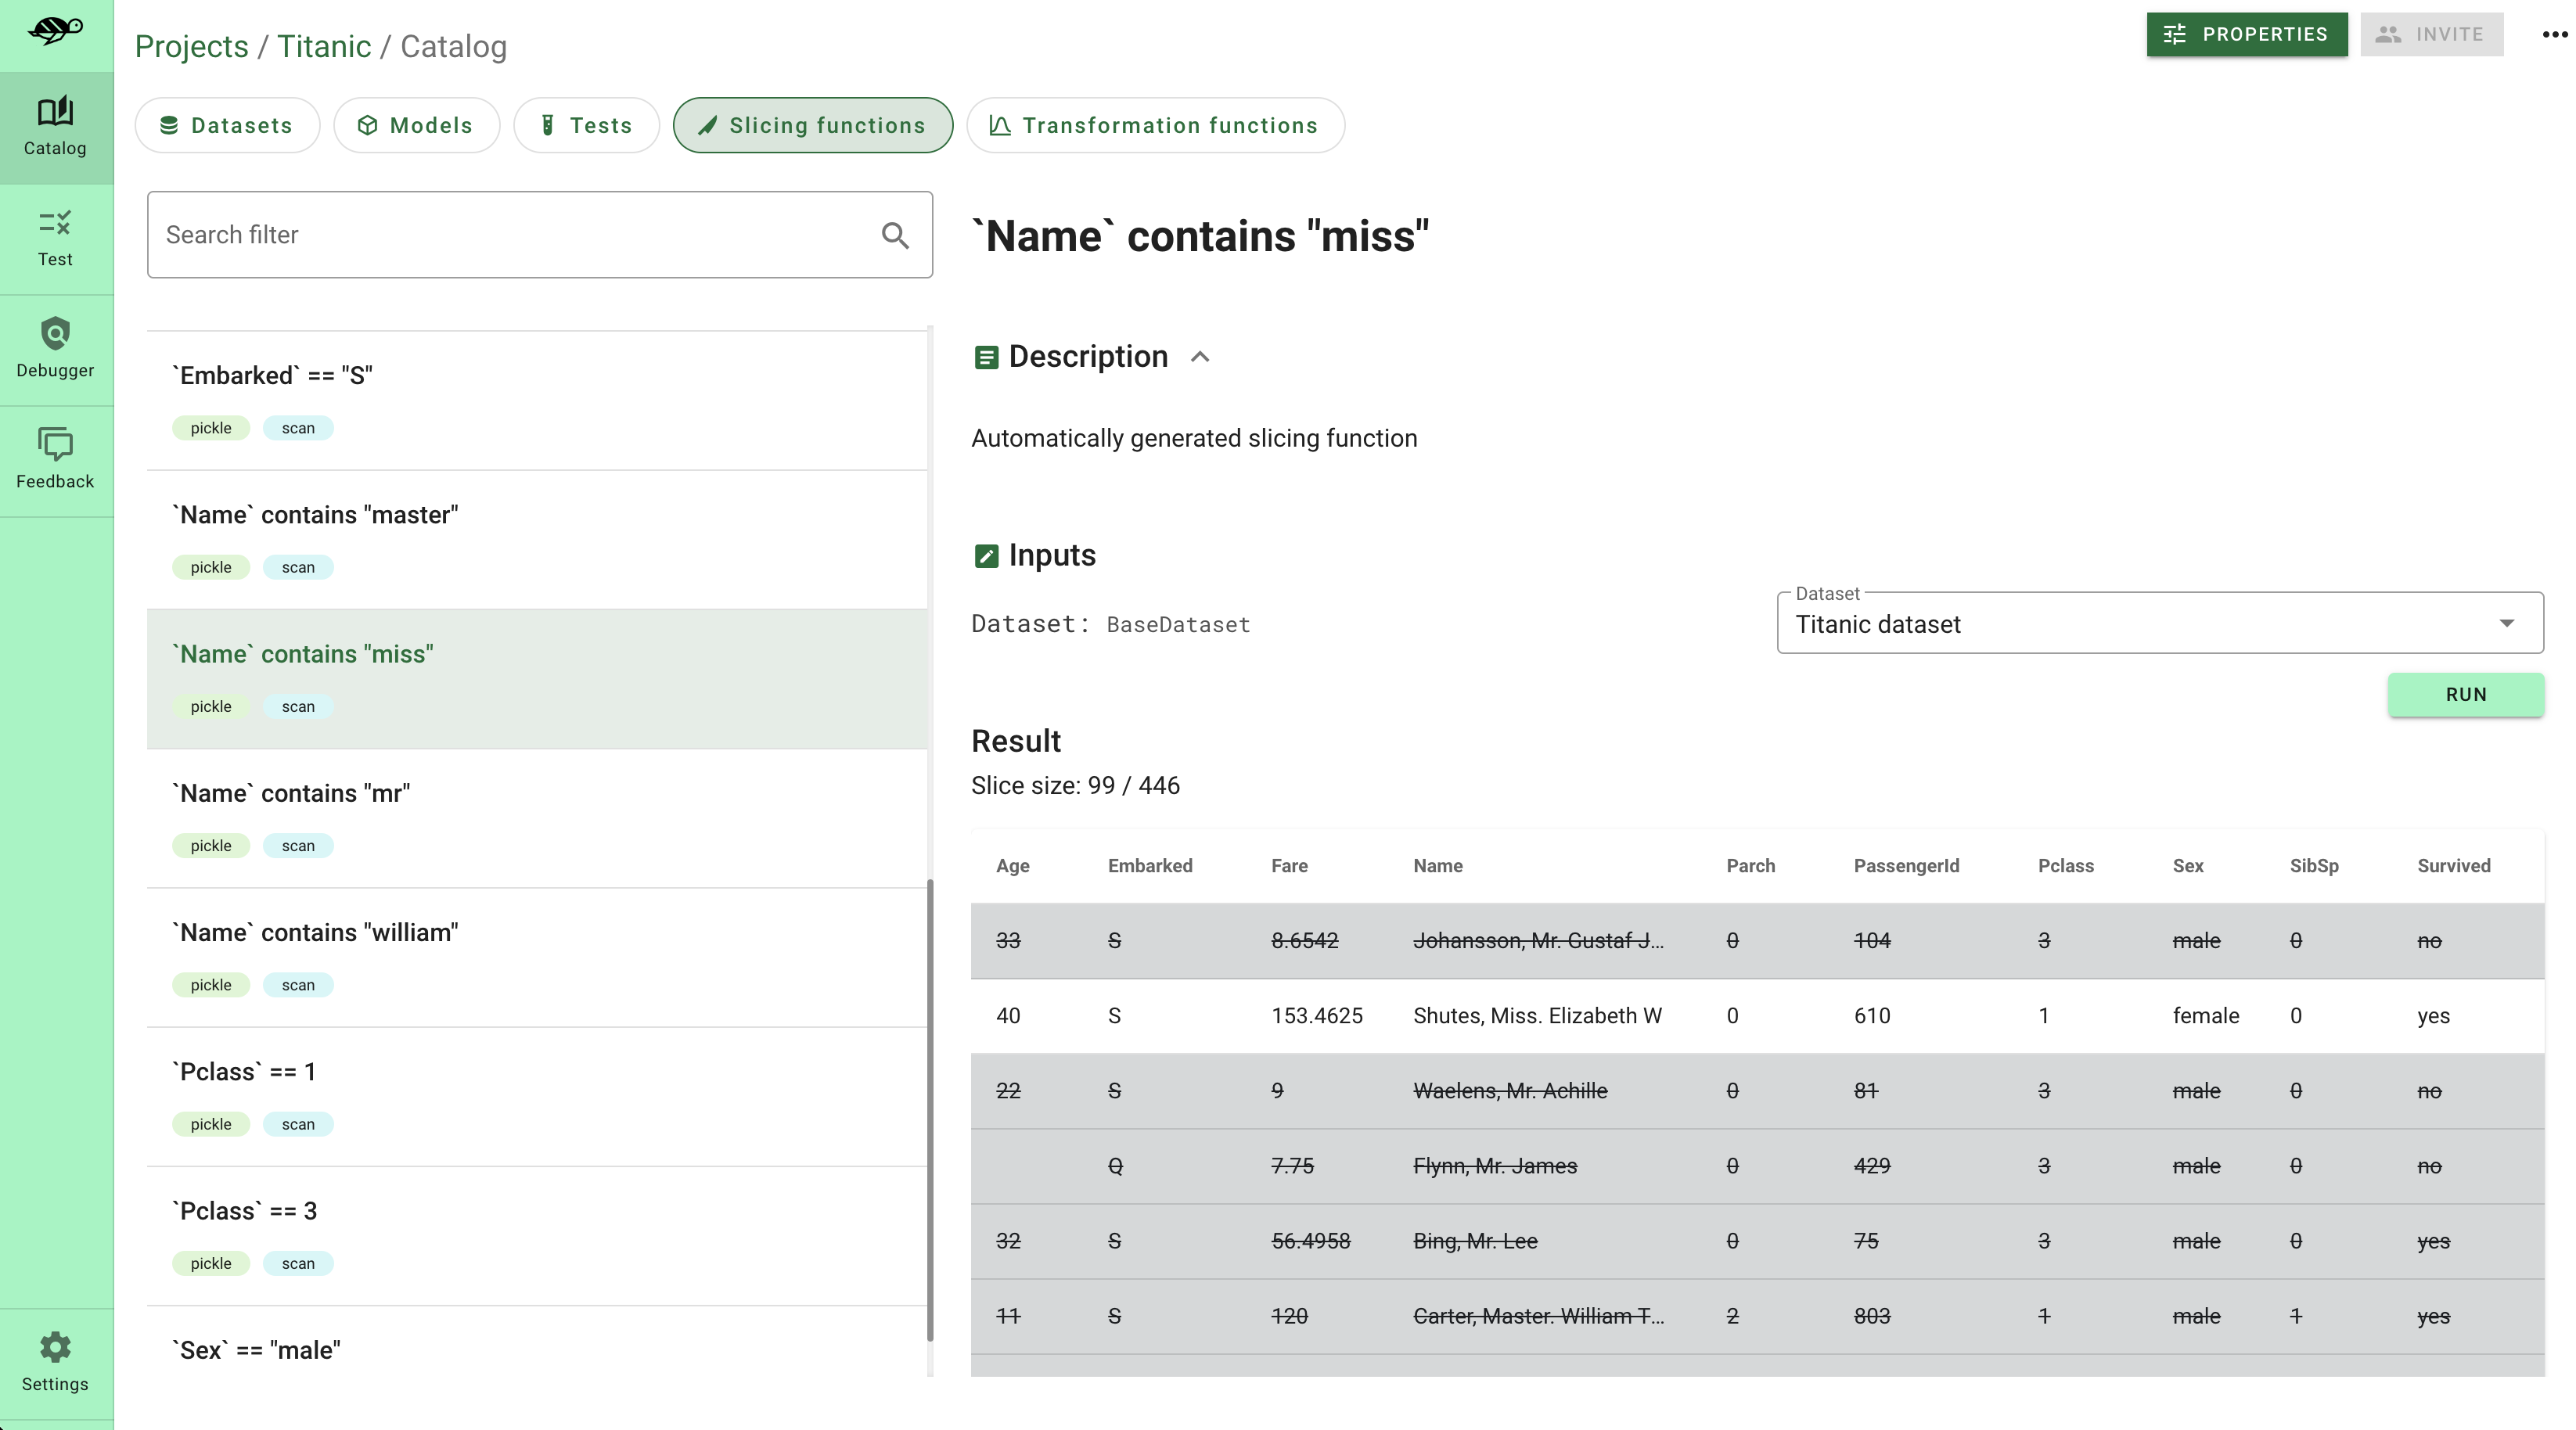 Projects / Titanic / Catalog
PROPERTIES
INVITE
Catalog
Test
Debugger
Feedback
Settings
Datasets
Models
Tests
Slicing functions
Transformation functions
Search filter
`Embarked` == "S"
pickle scan
`Name` contains "master"
pickle scan
`Name` contains "miss"
pickle scan
`Name` contains "mr"
pickle scan
`Name` contains "william"
pickle scan
`Pclass` == 1
pickle scan
`Pclass` == 3
pickle scan
`Sex` == "male"
`Name` contains "miss"
Description
Automatically generated slicing function
Inputs
Dataset: BaseDataset
Dataset
Titanic dataset
RUN
Result
Slice size: 99 / 446
Age Embarked Fare Name Parch PassengerId Pclass Sex SibSp Survived
33 S 8.6542 Johansson, Mr. Gustaf J... 0 104 3 male 0 no
40 S 153.4625 Shutes, Miss. Elizabeth W 0 610 1 female 0 yes
22 S 9 Waelens, Mr. Achille 0 81 3 male 0 no
Q 7.75 Flynn, Mr. James 0 429 3 male 0 no
32 S 56.4958 Bing, Mr. Lee 0 75 3 male 0 yes
11 S 120 Carter, Master. William T... 2 803 1 male 1 yes